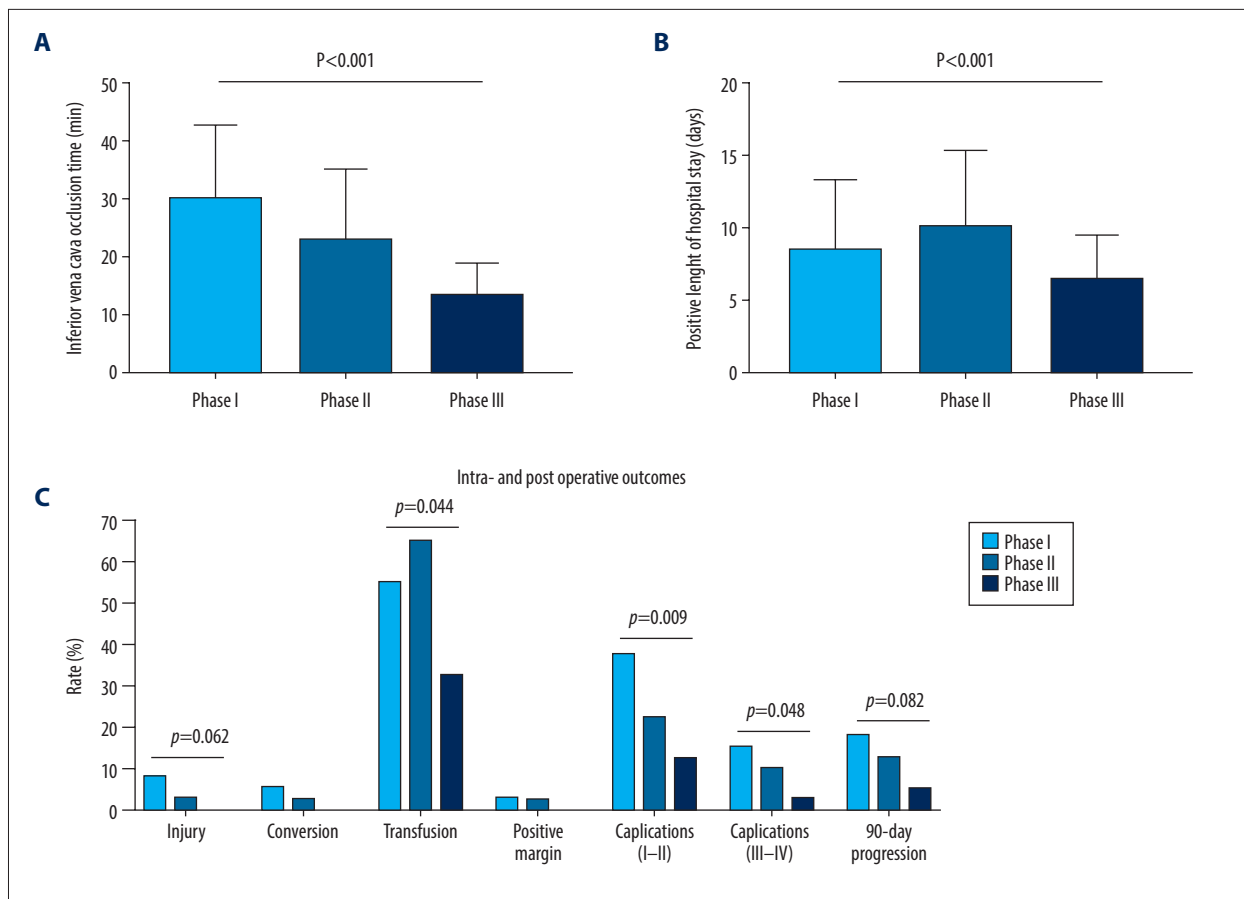 A
P<0.001
Inferior vena cava occlusion time (min)
50
40
30
20
10
0
Phase I
Phase II
Phase III
B
P<0.001
Positive lenght of hospital stay (days)
20
15
10
5
0
Phase I
Phase II
Phase III
C
Intra- and post operative outcomes
Rate (%)
70
60
50
40
30
20
10
0
p=0.062
p=0.044
p=0.009
p=0.048
p=0.082
Injury
Conversion
Transfusion
Positive
margin
Caplications
(I–II)
Caplications
(III–IV)
90-day
progression
Phase I
Phase II
Phase III